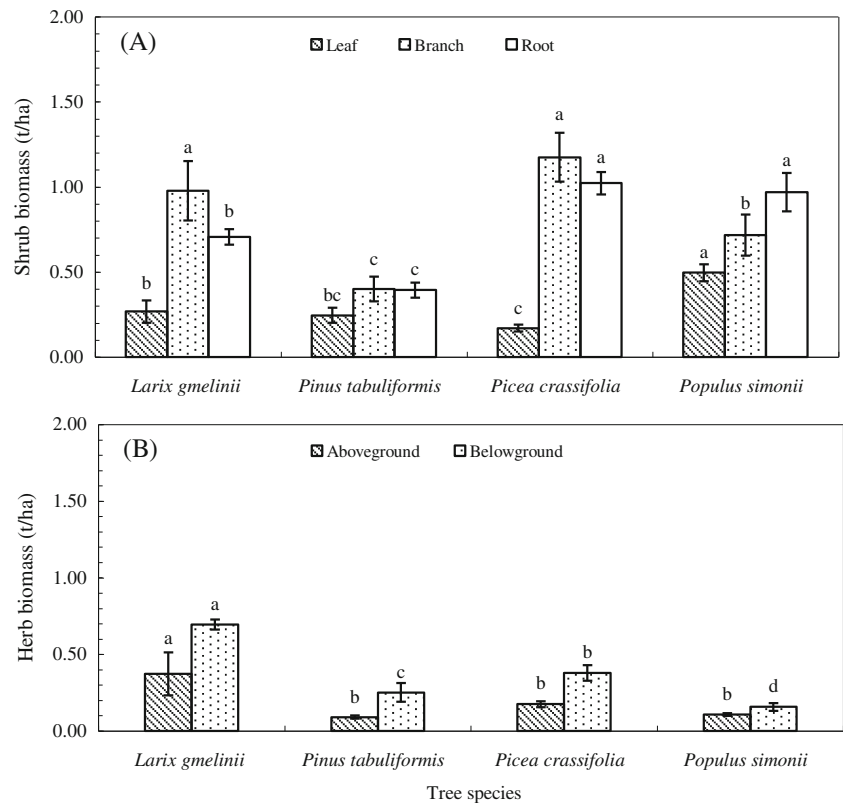 (A)
Leaf Branch Root
Shrub biomass (t/ha)
2.00
1.50
1.00
0.50
0.00
b a b
bc c c
c a a
a b a
Larix gmelinii Pinus tabuliformis Picea crassifolia Populus simonii
(B)
Aboveground Belowground
Herb biomass (t/ha)
2.00
1.50
1.00
0.50
0.00
a a
b c
b b
b d
Larix gmelinii Pinus tabuliformis Picea crassifolia Populus simonii
Tree species